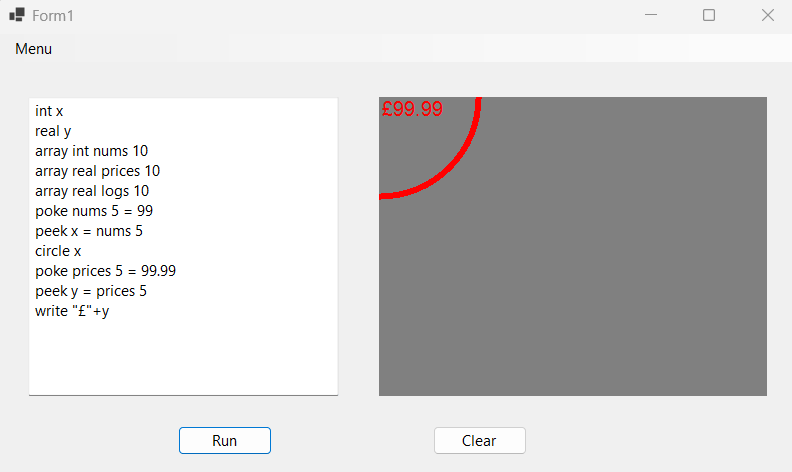 Form1
Menu
int x
real y
array int nums 10
array real prices 10
array real logs 10
poke nums 5 = 99
peek x = nums 5
circle x
poke prices 5 = 99.99
peek y = prices 5
write "£"+y
£99.99
Run
Clear